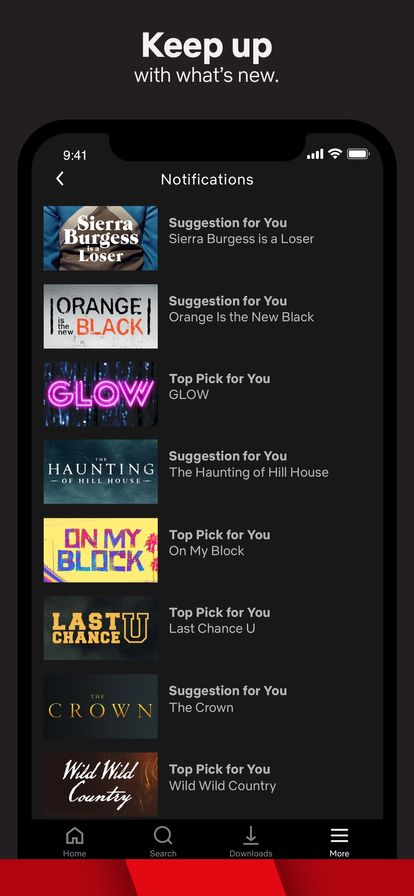 Keep up
with what's new.
9:41
Notifications
Sierra
Burgess
is a
Loser
Suggestion for You
Sierra Burgess is a Loser
ORANGE
is the new BLACK
Suggestion for You
Orange Is the New Black
GLOW
Top Pick for You
GLOW
THE
HAUNTING
OF HILL HOUSE
Suggestion for You
The Haunting of Hill House
ON MY
BLOCK
Top Pick for You
On My Block
LAST
CHANCE U
Top Pick for You
Last Chance U
THE
CROWN
Suggestion for You
The Crown
Wild Wild
Country
Top Pick for You
Wild Wild Country
Home
Search
Downloads
More